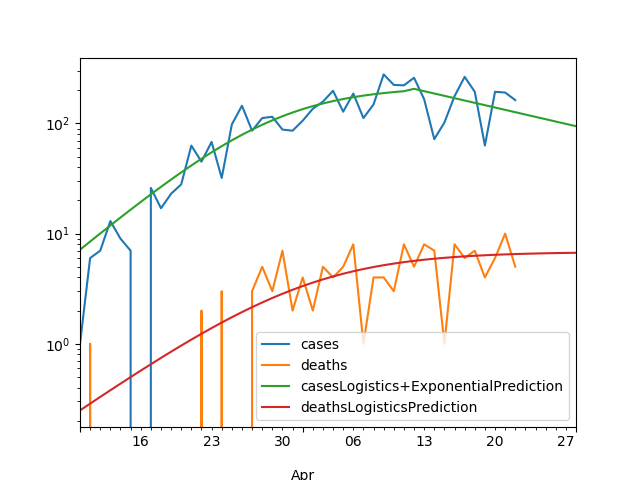 10²
10¹
10⁰
cases
deaths
casesLogistics+ExponentialPrediction
deathsLogisticsPrediction
16 23 30 06 13 20 27
Apr